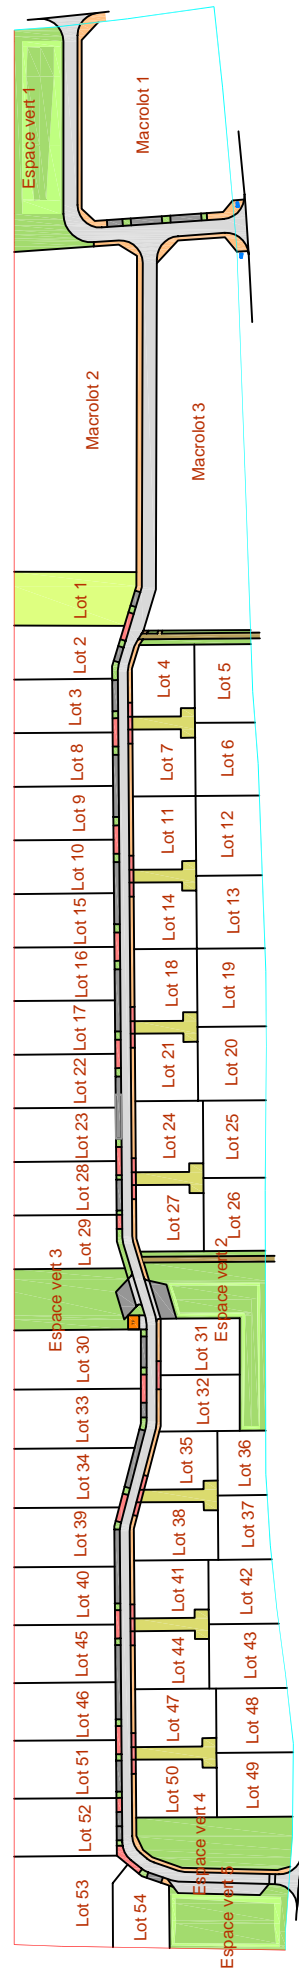 Espace vert 1
Macrolot 1
Macrolot 2
Macrolot 3
Lot 1
Lot 2
Lot 3
Lot 4
Lot 5
Lot 8
Lot 7
Lot 6
Lot 9
Lot 10
Lot 11
Lot 12
Lot 15
Lot 14
Lot 13
Lot 16
Lot 18
Lot 19
Lot 17
Lot 22
Lot 21
Lot 20
Lot 23
Lot 24
Lot 25
Lot 28
Lot 27
Lot 26
Lot 29
Espace vert 3
Espace vert 2
Lot 30
Lot 31
Lot 33
Lot 32
Lot 34
Lot 35
Lot 36
Lot 39
Lot 38
Lot 37
Lot 40
Lot 41
Lot 42
Lot 45
Lot 44
Lot 43
Lot 46
Lot 47
Lot 48
Lot 51
Lot 50
Lot 49
Lot 52
Espace vert 4
Lot 53
Lot 54
Espace vert 5